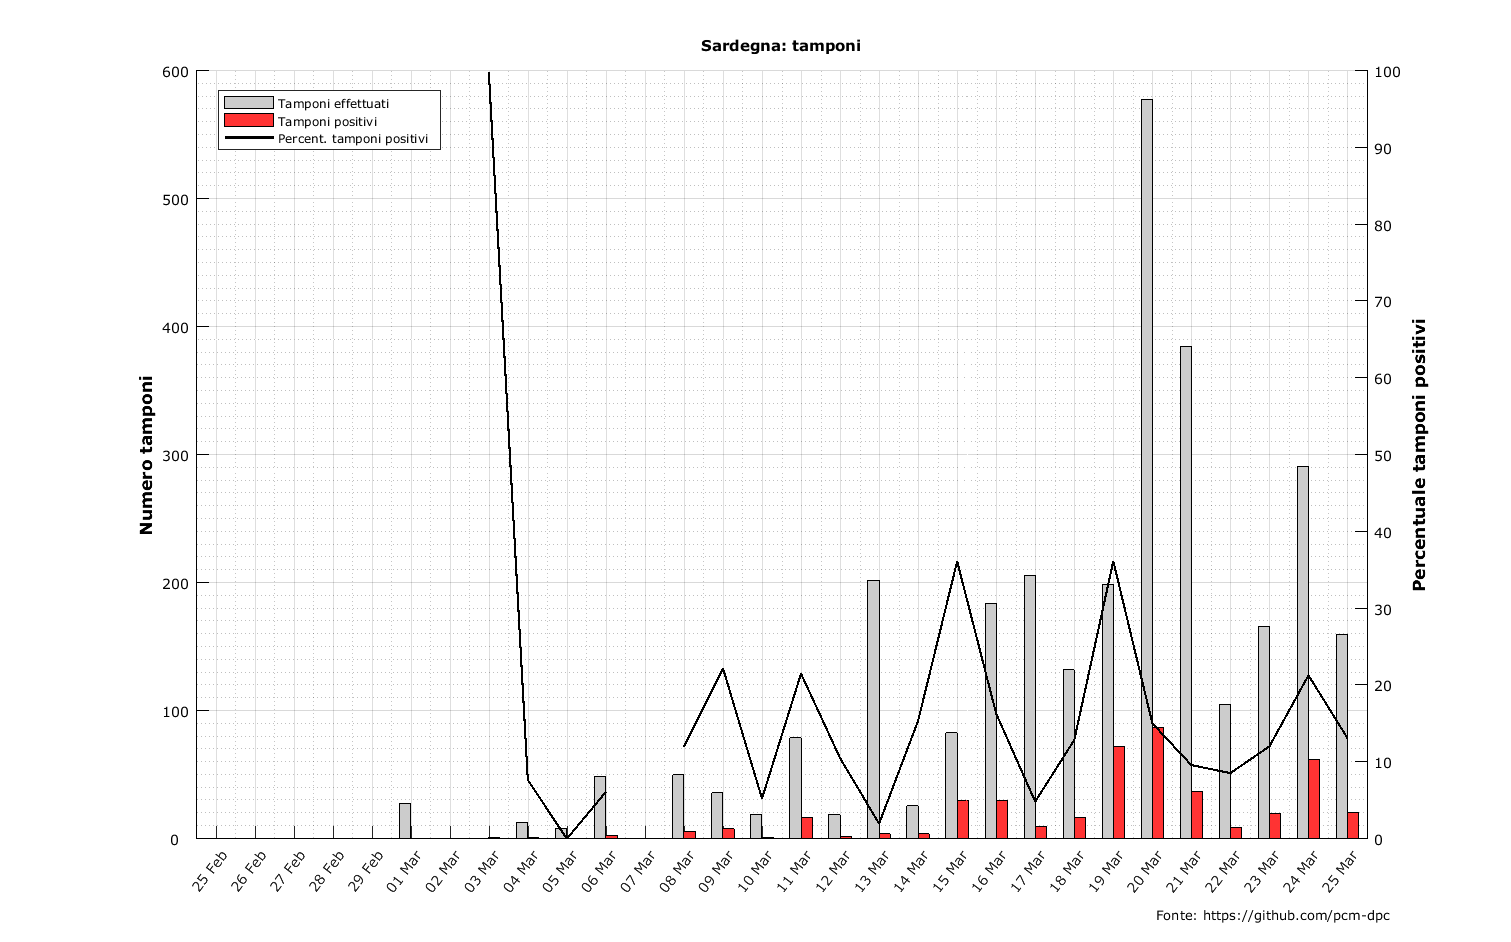 Sardegna: tamponi
Tamponi effettuati
Tamponi positivi
Percent. tamponi positivi
Numero tamponi
600
500
400
300
200
100
0
Percentuale tamponi positivi
100
90
80
70
60
50
40
30
20
10
0
25 Feb
26 Feb
27 Feb
28 Feb
29 Feb
01 Mar
02 Mar
03 Mar
04 Mar
05 Mar
06 Mar
07 Mar
08 Mar
09 Mar
10 Mar
11 Mar
12 Mar
13 Mar
14 Mar
15 Mar
16 Mar
17 Mar
18 Mar
19 Mar
20 Mar
21 Mar
22 Mar
23 Mar
24 Mar
25 Mar
Fonte: https://github.com/pcm-dpc